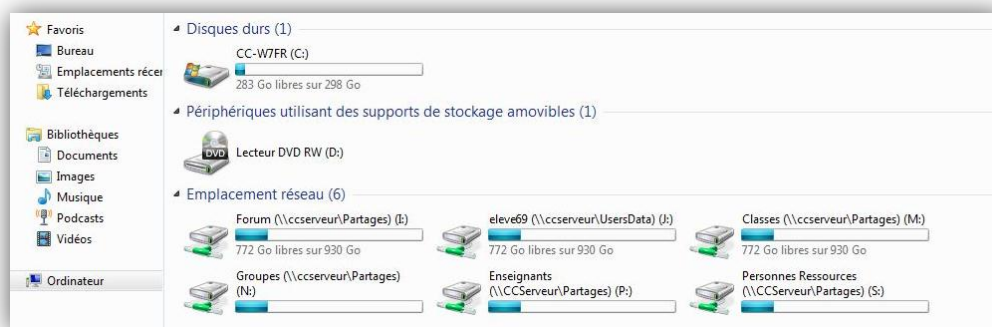 Favoris
Bureau
Emplacements récer
Téléchargements
Bibliothèques
Documents
Images
Musique
Podcasts
Vidéos
Ordinateur
Disques durs (1)
CC-W7FR (C:)
283 Go libres sur 298 Go
Périphériques utilisant des supports de stockage amovibles (1)
DVD
Lecteur DVD RW (D:)
Emplacement réseau (6)
Forum (\\ccserveur\Partages) (I:)
772 Go libres sur 930 Go
eleve69 (\\ccserveur\UsersData) (J:)
772 Go libres sur 930 Go
Classes (\\ccserveur\Partages) (M:)
772 Go libres sur 930 Go
Groupes (\\ccserveur\Partages)
(N:)
Enseignants
(\\CCServeur\Partages) (P:)
Personnes Ressources
(\\CCServeur\Partages) (S:)